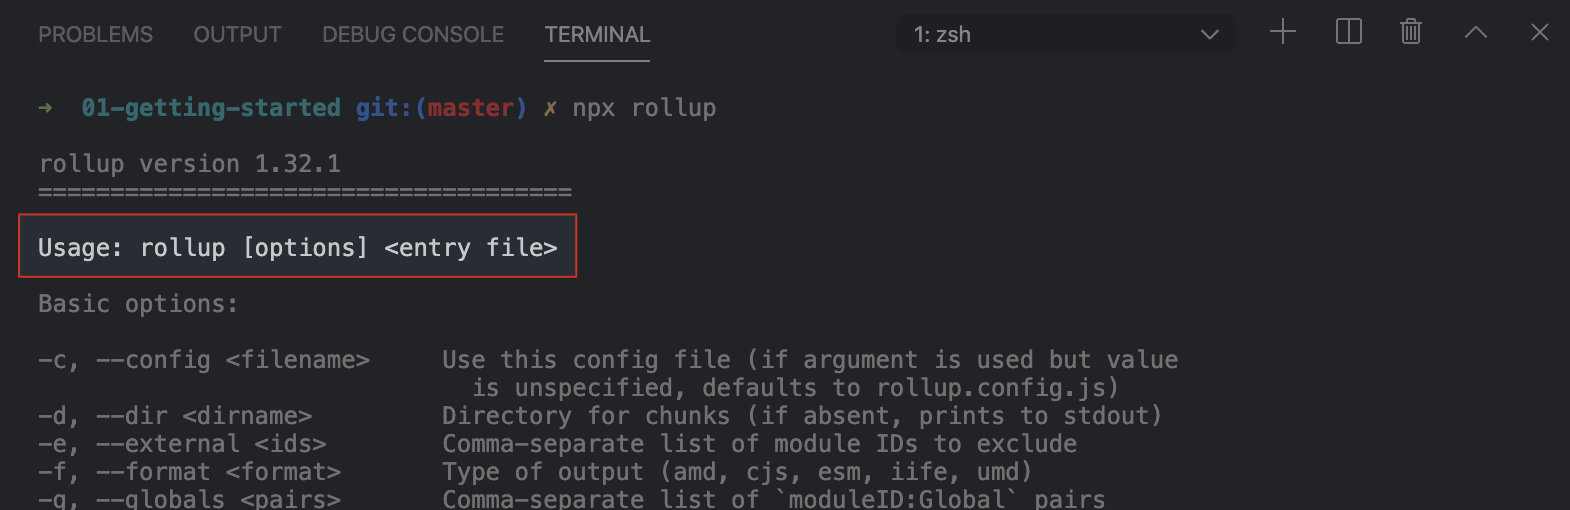 PROBLEMS OUTPUT DEBUG CONSOLE TERMINAL 1: zsh
➜ 01-getting-started git:(master) ✗ npx rollup
rollup version 1.32.1
=====================================
Usage: rollup [options] <entry file>
Basic options:
-c, --config <filename> Use this config file (if argument is used but value
is unspecified, defaults to rollup.config.js)
-d, --dir <dirname> Directory for chunks (if absent, prints to stdout)
-e, --external <ids> Comma-separate list of module IDs to exclude
-f, --format <format> Type of output (amd, cjs, esm, iife, umd)
-g, --globals <pairs> Comma-separate list of `moduleID:Global` pairs